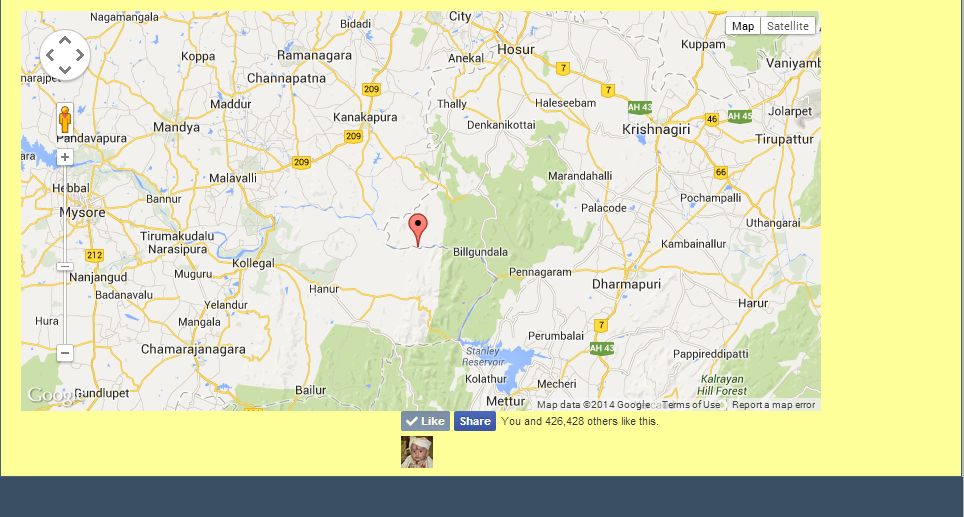 Nagamangala
Bidadi
City
Map
Satellite
Hosur
Kuppam
Koppa
Ramanagara
Anekal
Vaniyamb
7
narajpet
Channapatna
209
7
Maddur
Thally
Haleseebam
AH 43
Jolarpet
Kanakapura
46
AH 45
Mandya
209
Denkanikottai
Krishnagiri
Pandavapura
Tirupattur
ara
209
Malavalli
Marandahalli
66
Hebbal
Bannur
Palacode
Pochampalli
Mysore
Uthangarai
Tirumakudalu
Narasipura
Kambainallur
212
Billgundala
Kollegal
Muguru
Pennagaram
Nanjangud
Hanur
Dharmapuri
Badanavalu
Yelandur
Harur
Hura
Mangala
7
Perumbalai
Chamarajanagara
AH 43
Stanley
Reservoir
Pappireddipatti
Kolathur
Mecheri
Kalrayan
Hill Forest
Bailur
Gundlupet
Google
Mettur
Map data ©2014 Google
Terms of Use
Report a map error
Like
Share
You and 426,428 others like this.